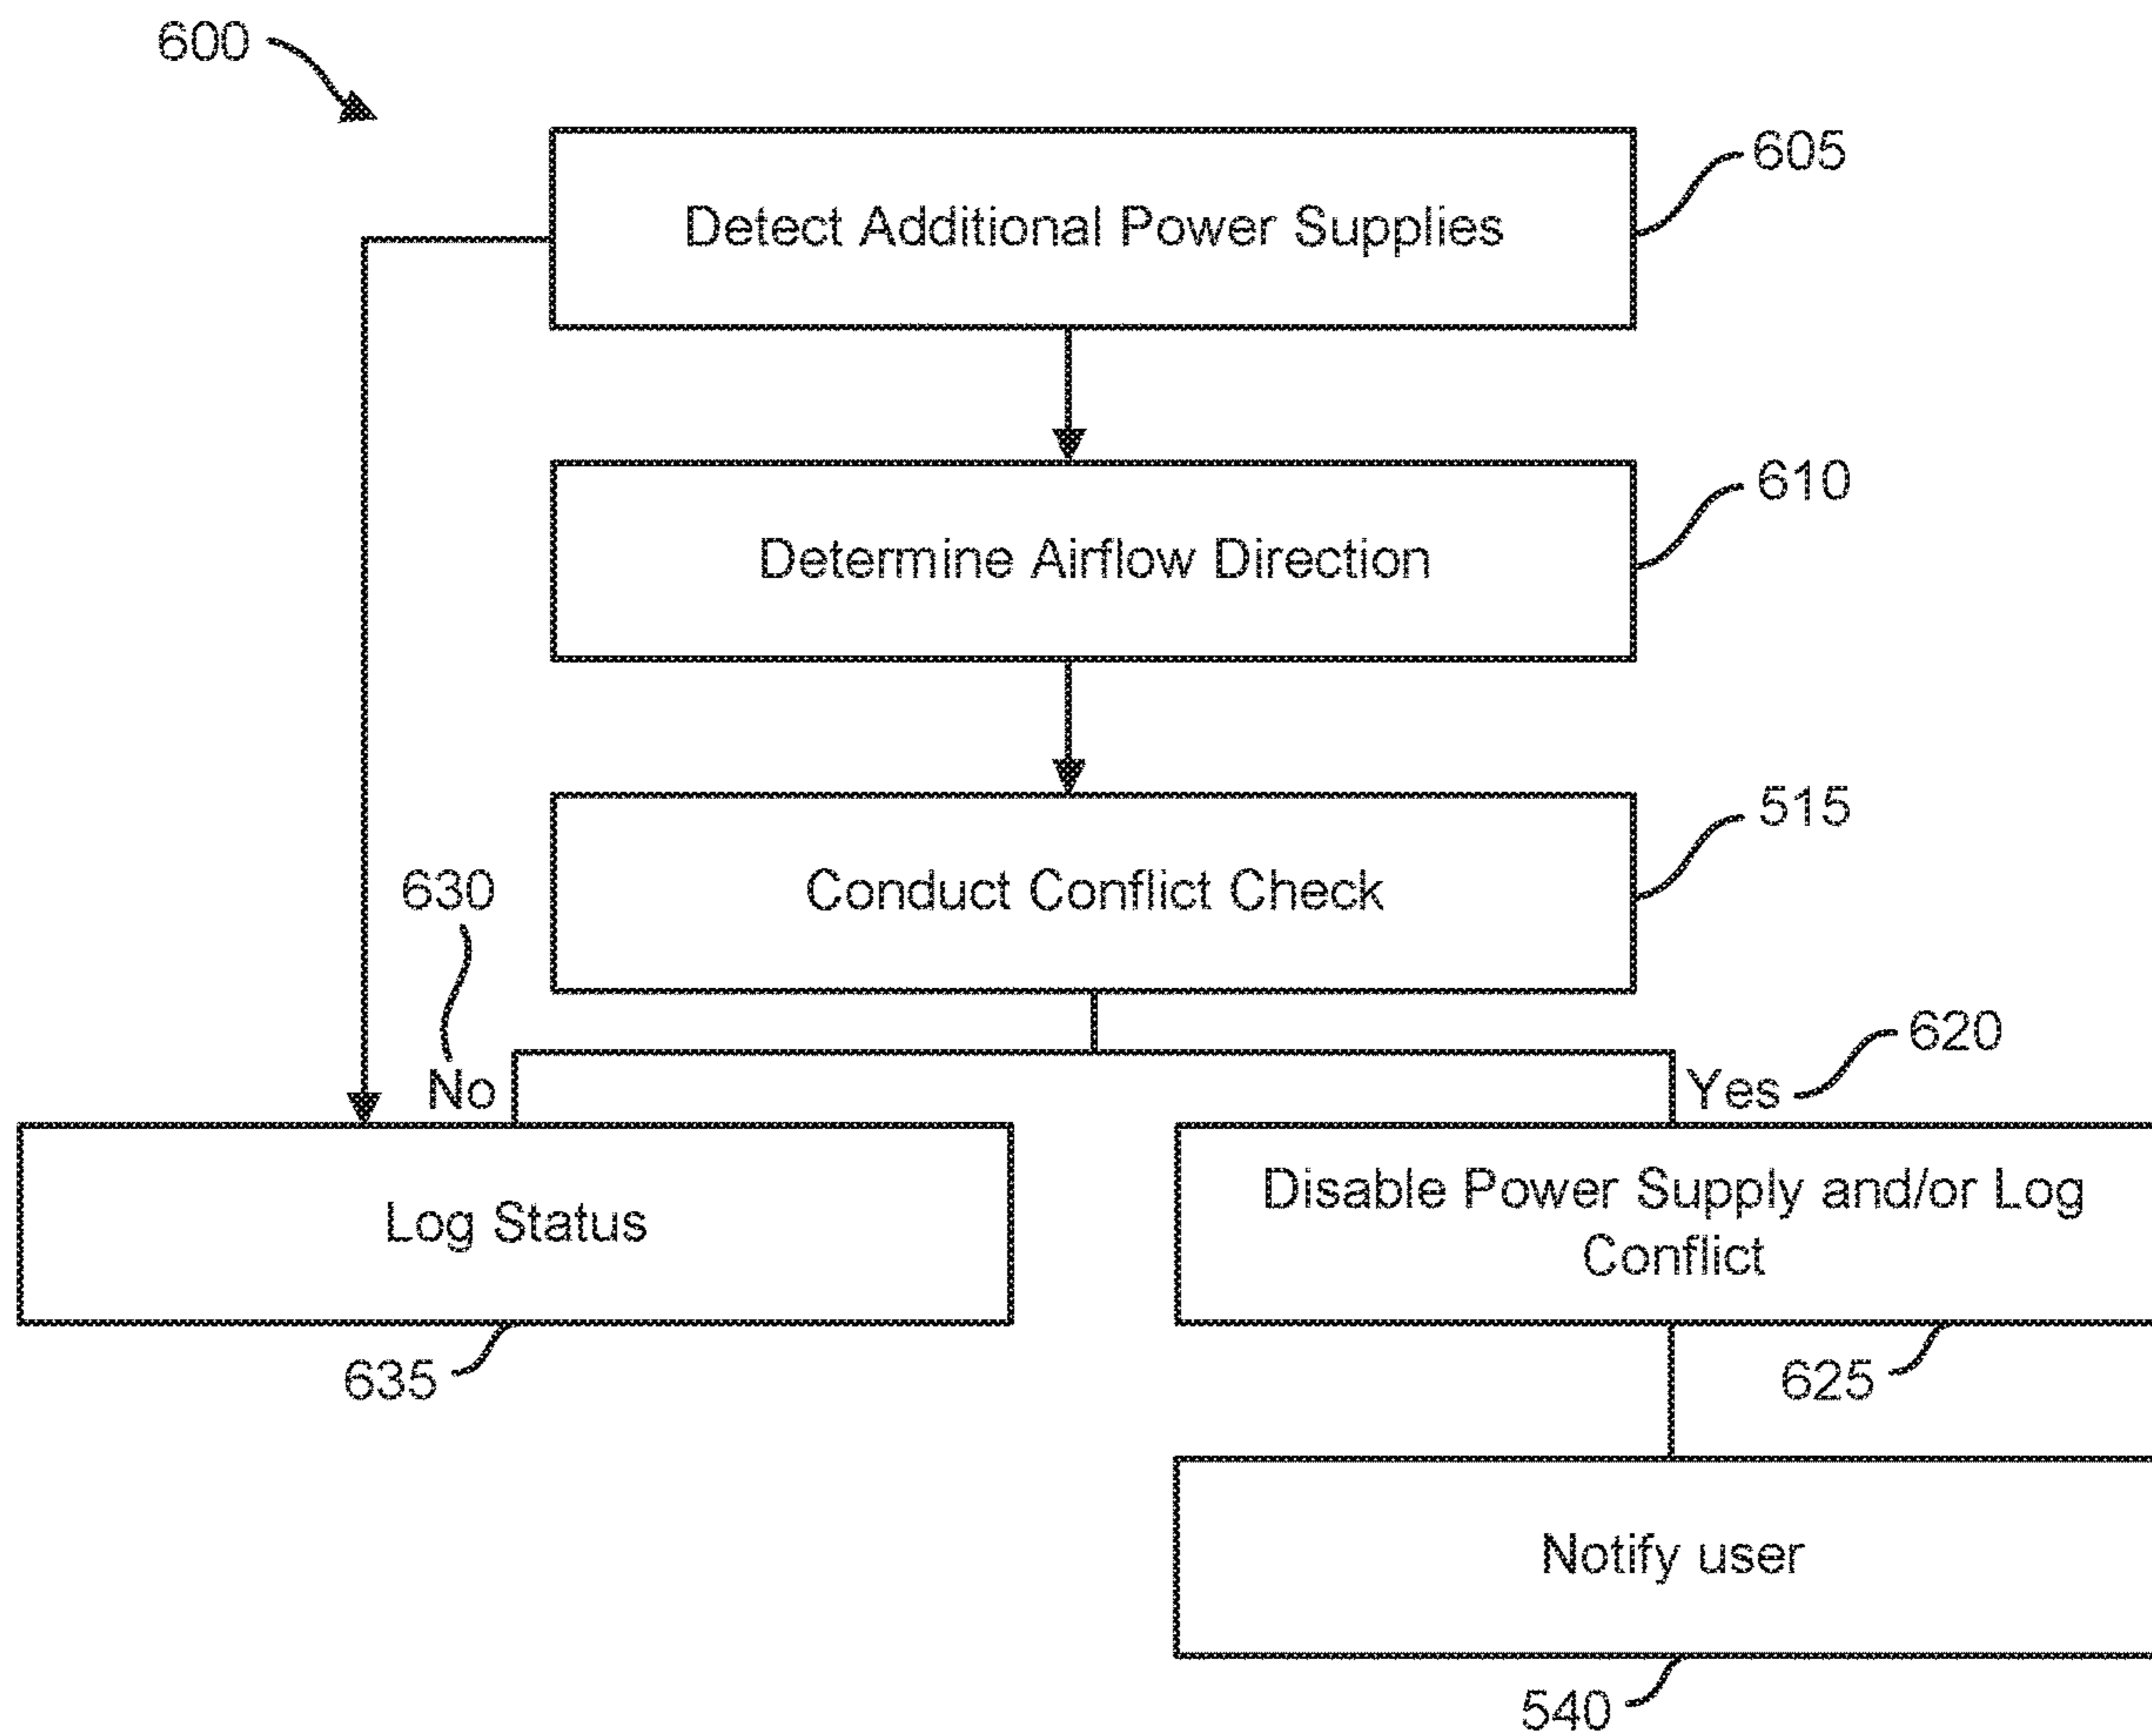 600
605
Detect Additional Power Supplies
610
Determine Airflow Direction
515
Conduct Conflict Check
630
620
No
Yes
Log Status
Disable Power Supply and/or Log
Conflict
635
625
Notify user
540